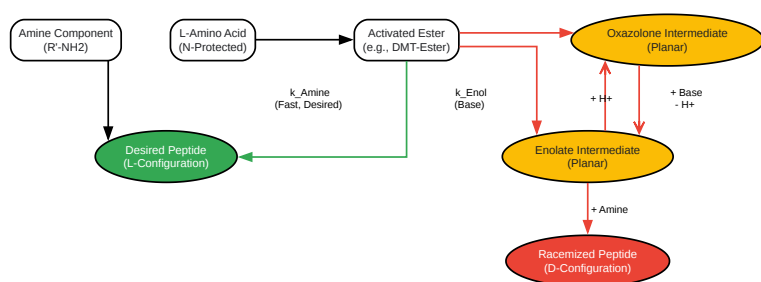 Amine Component
(R'-NH2)
L-Amino Acid
(N-Protected)
Activated Ester
(e.g., DMT-Ester)
Oxazolone Intermediate
(Planar)
k_Amine
(Fast, Desired)
k_Enol
(Base)
+ H+
+ Base
- H+
Desired Peptide
(L-Configuration)
Enolate Intermediate
(Planar)
+ Amine
Racemized Peptide
(D-Configuration)